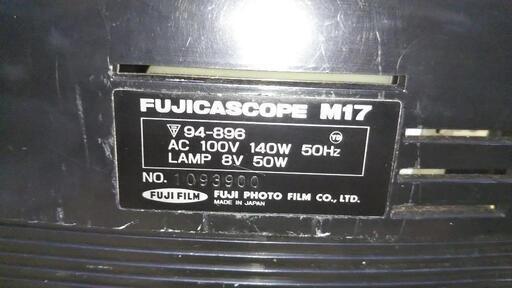 FUJICASCOPE M17
▽ 94-896
AC 100V 140W 50Hz
LAMP 8V 50W
NO. 1093900
FUJI FILM FUJI PHOTO FILM CO., LTD.
MADE IN JAPAN